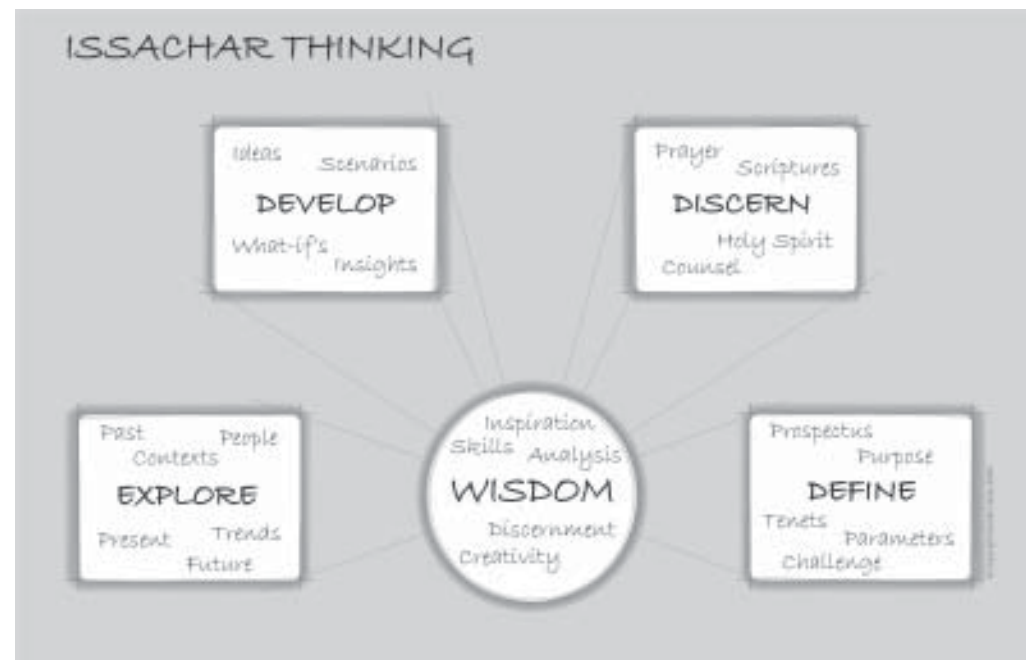 ISSACHAR THINKING
Ideas
Scenarios
DEVELOP
What-if's
Insights
Prayer
Scriptures
DISCERN
Holy Spirit
Counsel
Past
People
Contexts
EXPLORE
Present
Trends
Future
Inspiration
Skills
Analysis
WISDOM
Discernment
Creativity
Prospectus
Purpose
DEFINE
Tenets
Parameters
Challenge